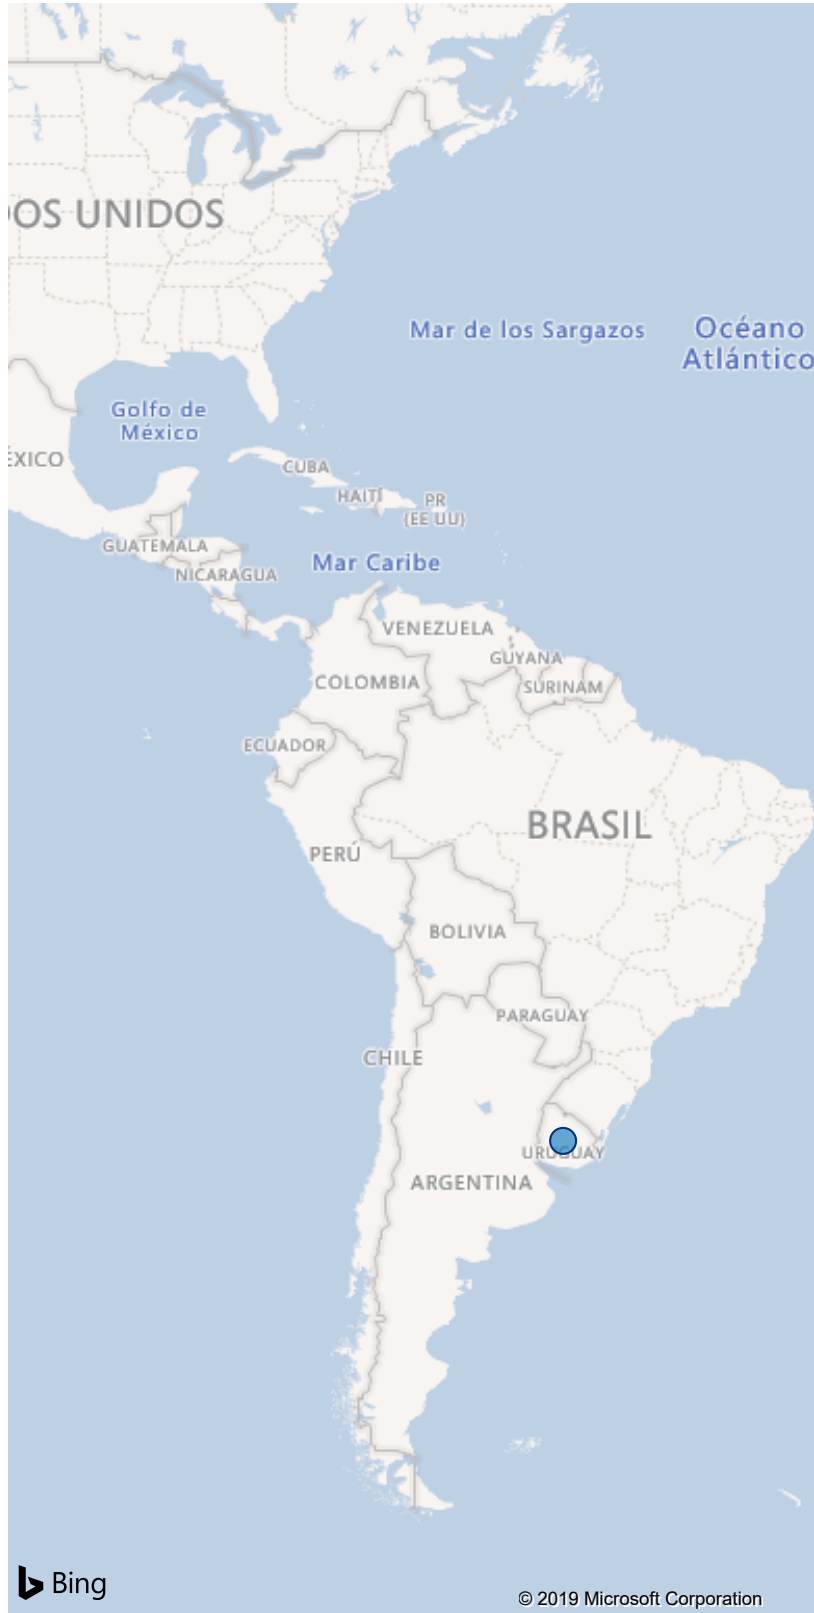 DOS UNIDOS
Mar de los Sargazos
Océano
Atlántico
Golfo de
México
ÉXICO
CUBA
HAITÍ
PR
(EE UU)
GUATEMALA
Mar Caribe
NICARAGUA
VENEZUELA
GUYANA
COLOMBIA
SURINAM
ECUADOR
BRASIL
PERÚ
BOLIVIA
PARAGUAY
CHILE
URUGUAY
ARGENTINA
Bing
© 2019 Microsoft Corporation